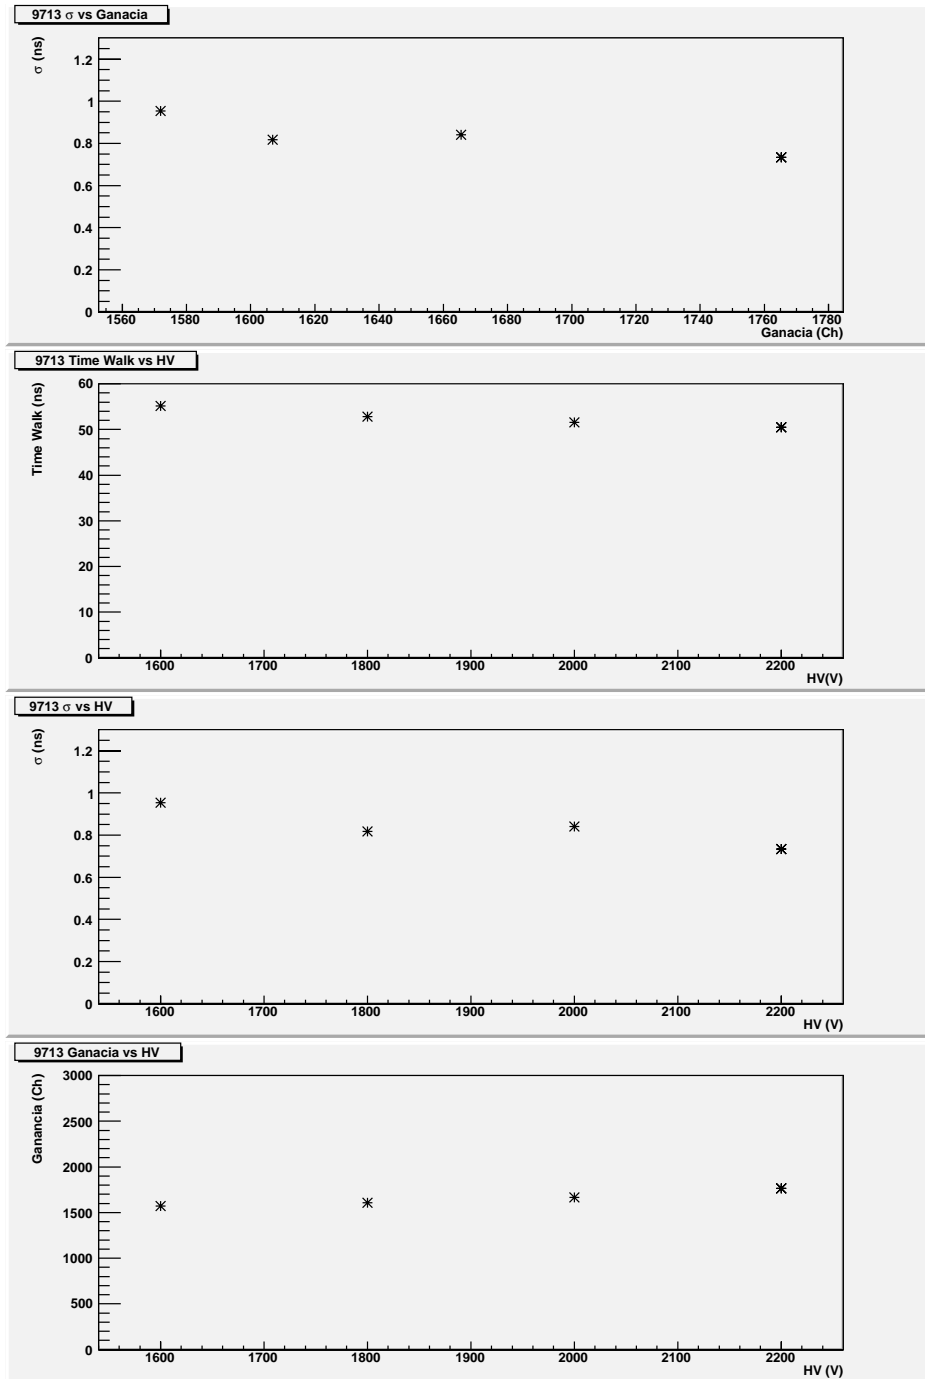 9713 σ vs Ganacia
σ (ns)
1.2
1
0.8
0.6
0.4
0.2
0
1560 1580 1600 1620 1640 1660 1680 1700 1720 1740 1760 1780
Ganacia (Ch)
9713 Time Walk vs HV
Time Walk (ns)
60
50
40
30
20
10
0
1600 1700 1800 1900 2000 2100 2200
HV(V)
9713 σ vs HV
σ (ns)
1.2
1
0.8
0.6
0.4
0.2
0
1600 1700 1800 1900 2000 2100 2200
HV (V)
9713 Ganacia vs HV
Ganancia (Ch)
3000
2500
2000
1500
1000
500
0
1600 1700 1800 1900 2000 2100 2200
HV (V)